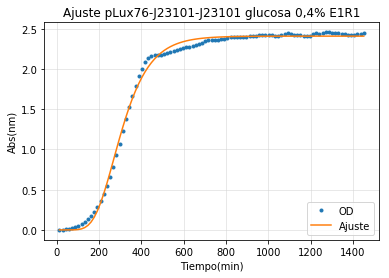 Ajuste pLux76-J23101-J23101 glucosa 0,4% E1R1
2.5
2.0
1.5
1.0
0.5
0.0
Abs(nm)
OD
Ajuste
0 200 400 600 800 1000 1200 1400
Tiempo(min)